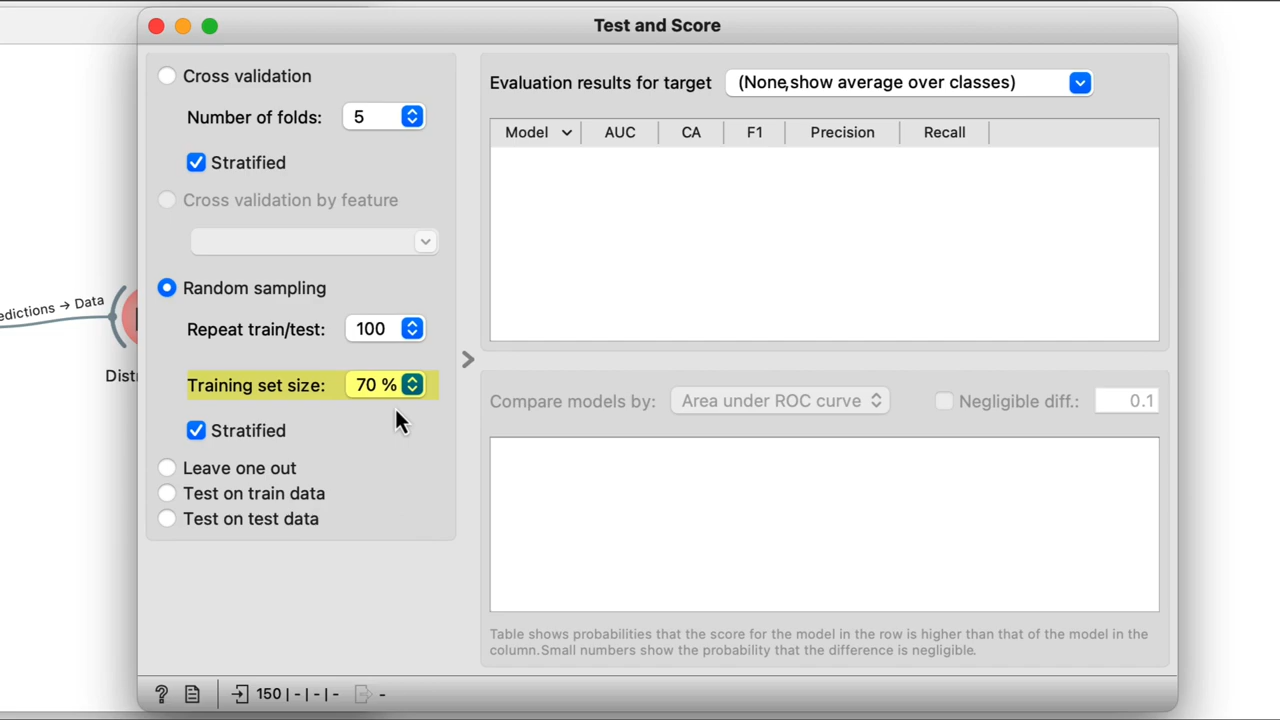 Test and Score
Cross validation
Number of folds: 5
Stratified
Cross validation by feature
Random sampling
Repeat train/test: 100
Training set size: 70 %
Stratified
Leave one out
Test on train data
Test on test data
Evaluation results for target (None,show average over classes)
Model AUC CA F1 Precision Recall
Compare models by: Area under ROC curve Negligible diff.: 0.1
Table shows probabilities that the score for the model in the row is higher than that of the model in the
column.Small numbers show the probability that the difference is negligible.
? 150 | - | - | - -
edictions → Data
Distr